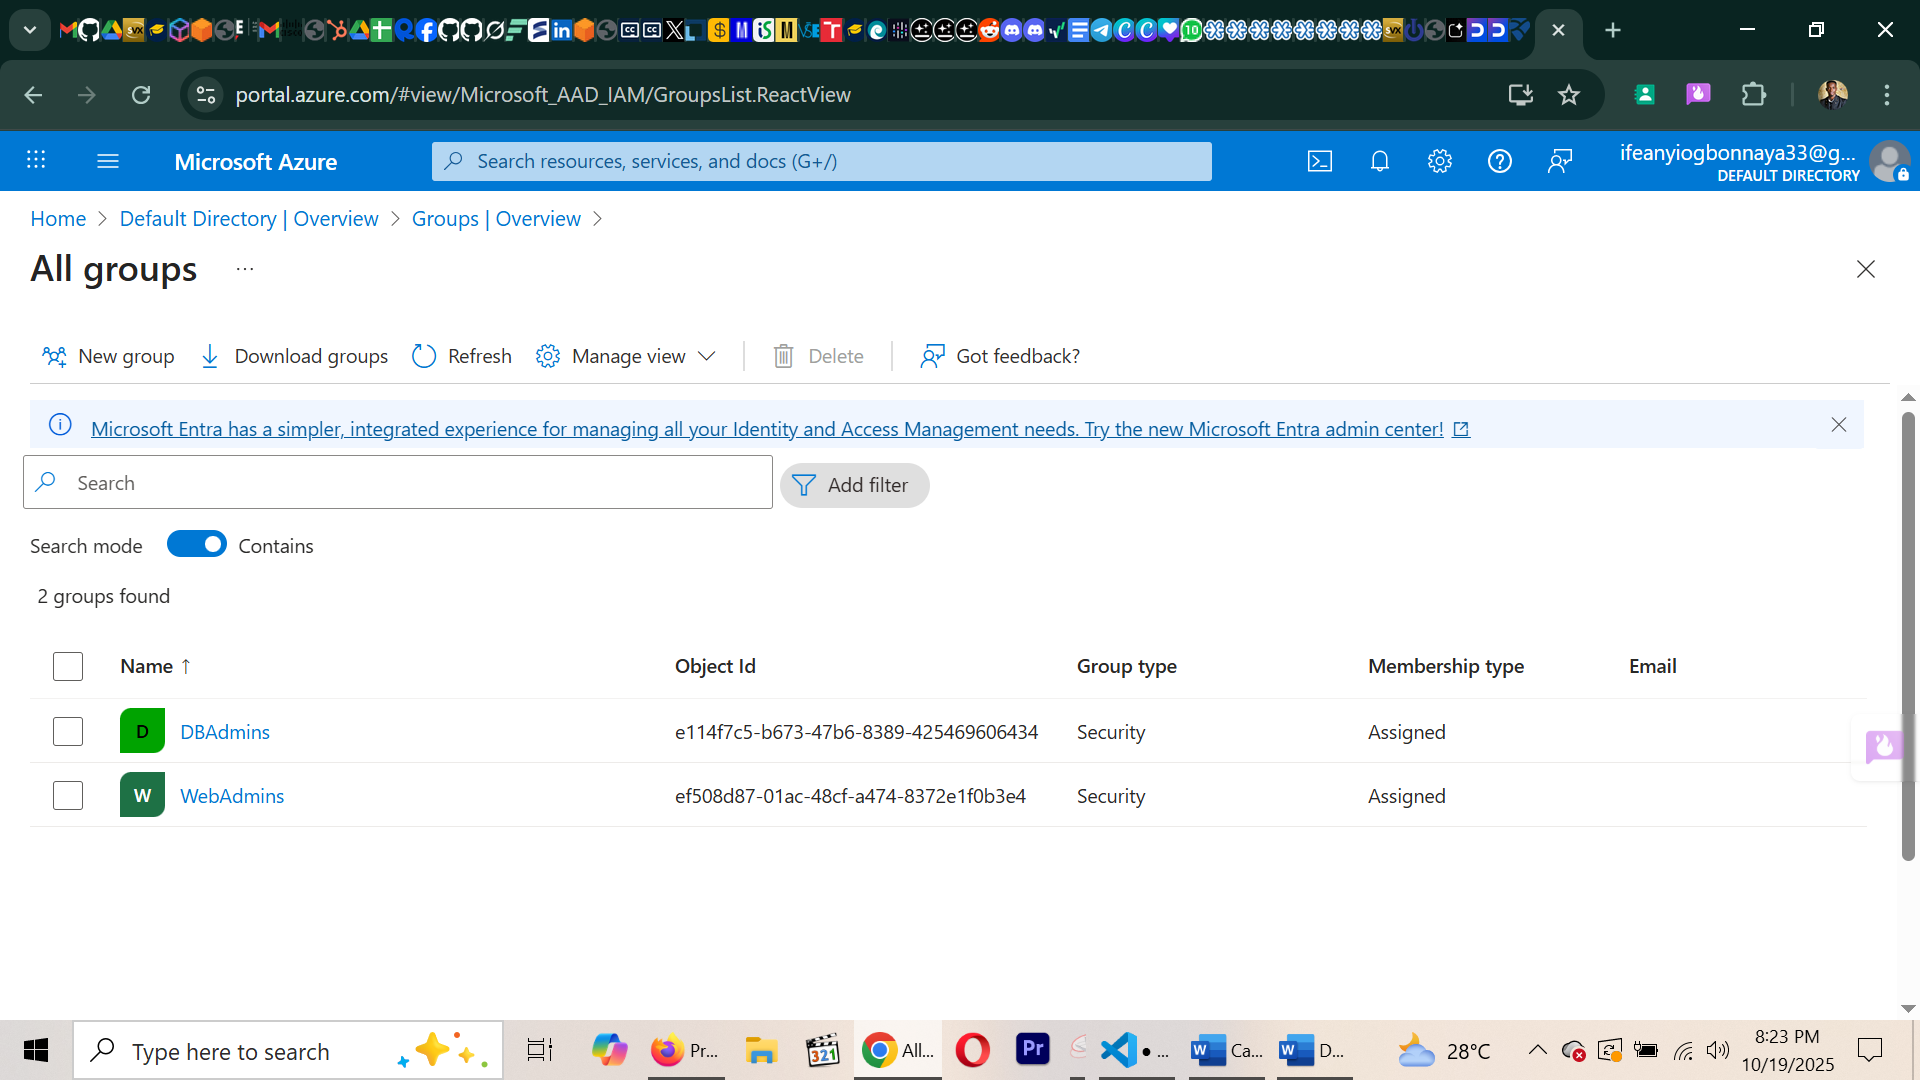 portal.azure.com/#view/Microsoft_AAD_IAM/GroupsList.ReactView
Microsoft Azure
Search resources, services, and docs (G+/)
ifeanyiogbonnaya33@g...
DEFAULT DIRECTORY
Home > Default Directory | Overview > Groups | Overview >
All groups ...
New group
Download groups
Refresh
Manage view
Delete
Got feedback?
Microsoft Entra has a simpler, integrated experience for managing all your Identity and Access Management needs. Try the new Microsoft Entra admin center!
Search
Add filter
Search mode
Contains
2 groups found
Name ↑ Object Id Group type Membership type Email
D DBAdmins e114f7c5-b673-47b6-8389-425469606434 Security Assigned
W WebAdmins ef508d87-01ac-48cf-a474-8372e1f0b3e4 Security Assigned
Type here to search
Pr...
321
All...
Pr
...
Ca...
D...
28°C
8:23 PM
10/19/2025